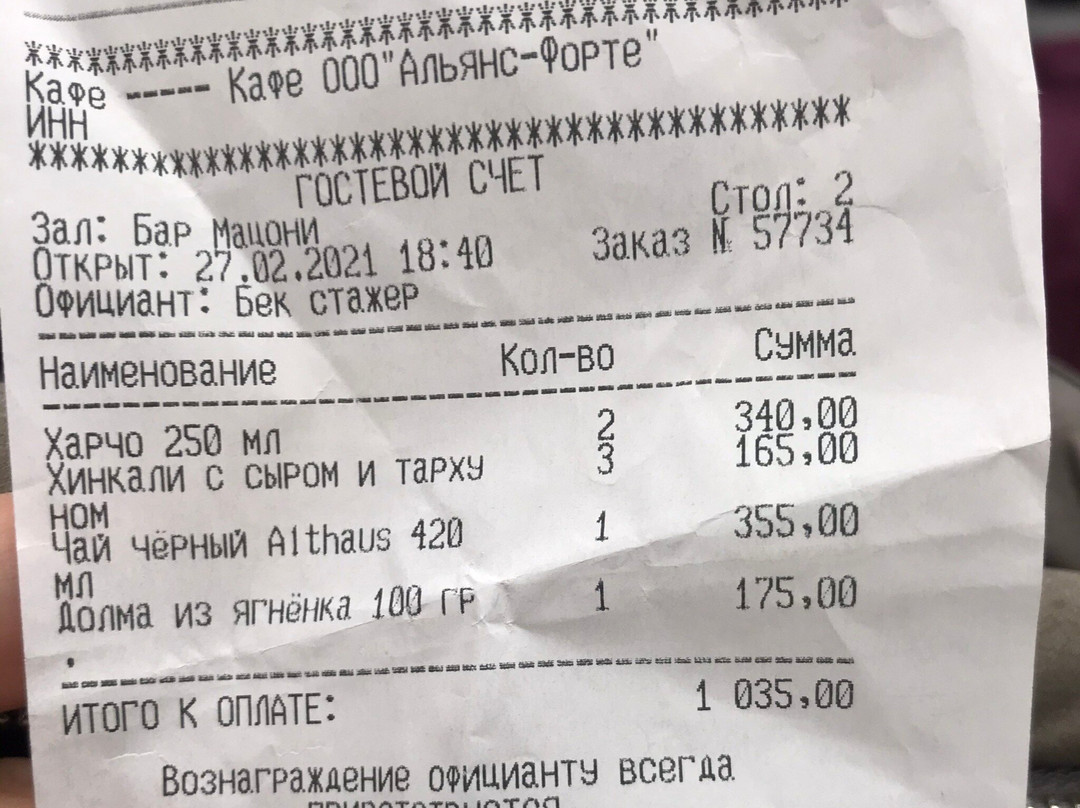 ************************************
Кафе ----- Кафе ООО"Альянс-Форте"
ИНН
************************************
ГОСТЕВОЙ СЧЕТ
Стол: 2
Зал: Бар Мацони
Заказ № 57734
Открыт: 27.02.2021 18:40
Официант: Бек стажер
Наименование Кол-во Сумма
Харчо 250 мл 2 340,00
Хинкали с сыром и тарху 3 165,00
ном
Чай чёрный Althaus 420 1 355,00
мл
Долма из ягнёнка 100 гр 1 175,00
.
ИТОГО К ОПЛАТЕ: 1 035,00
Вознаграждение официанту всегда
приветствуется